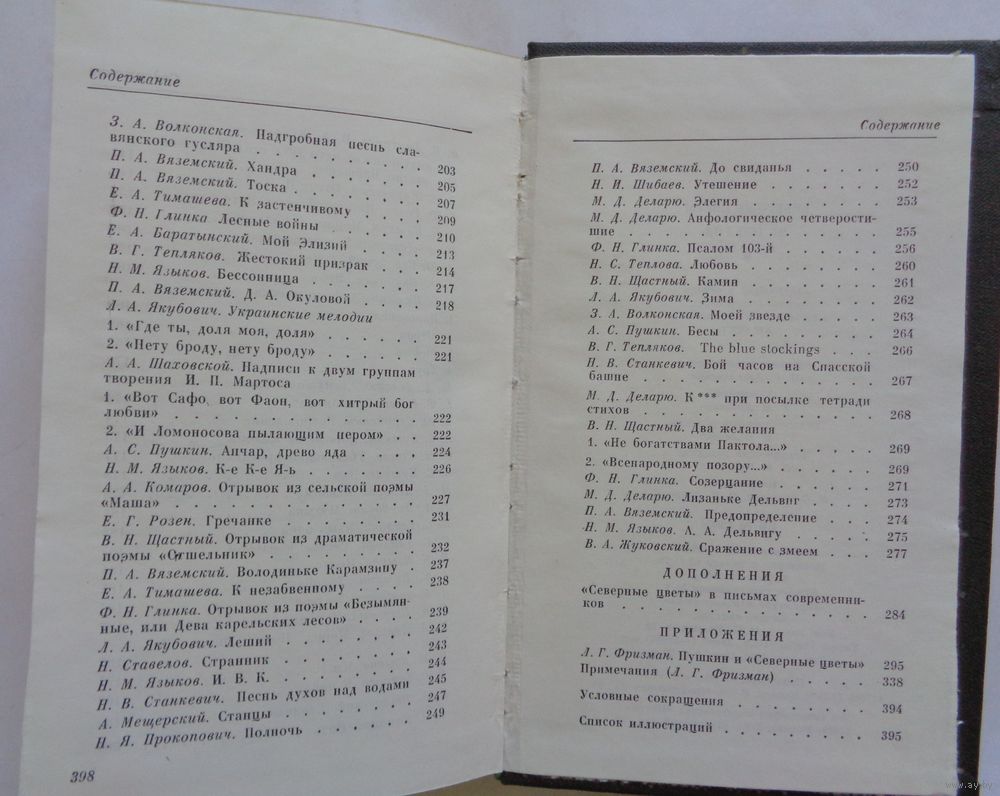 Содержание
З. А. Волконская. Надгробная песнь сла-
вянского гусляра . . . . . . . . . 203
П. А. Вяземский. Хандра . . . . . . 205
П. А. Вяземский. Тоска . . . . . . 207
Е. А. Тимашева. К застенчивому . . . . 209
Ф. Н. Глинка Лесные войны . . . . . 210
Е. А. Баратынский. Мой Элизий . . . . 213
В. Г. Тепляков. Жестокий призрак . . . 214
Н. М. Языков. Бессонница . . . . . 217
П. А. Вяземский. Д. А. Окуловой . . . . 218
Л. А. Якубович. Украинские мелодии
1. «Где ты, доля моя, доля» . . . . . 221
2. «Нету броду, нету броду» . . . . . 221
А. А. Шаховской. Надписи к двум группам
творения И. П. Мартоса
1. «Вот Сафо, вот Фаон, вот хитрый бог
любви» . . . . . . . . . . . 222
2. «И Ломоносова пылающим пером» . . 222
А. С. Пушкин. Анчар, древо яда . . . . 224
Н. М. Языков. К-е К-е Я-ь . . . . . 226
А. А. Комаров. Отрывок из сельской поэмы
«Маша» . . . . . . . . . . . 227
Е. Г. Розен. Гречанке . . . . . . . 231
В. Н. Щастный. Отрывок из драматической
поэмы «Отшельник» . . . . . . . . 232
П. А. Вяземский. Володиньке Карамзину . 237
Е. А. Тимашева. К незабвенному . . . . 238
Ф. Н. Глинка. Отрывок из поэмы «Безымян-
ные, или Дева карельских лесов» . . . . 239
Л. А. Якубович. Леший . . . . . . . 242
Н. Ставелов. Странник . . . . . . . 243
Н. М. Языков. И. В. К. . . . . . . . 244
Н. В. Станкевич. Песнь духов над водами 245
А. Мещерский. Станцы . . . . . . . 247
Н. Я. Прокопович. Полночь . . . . . 249
398
Содержание
П. А. Вяземский. До свиданья . . . . . 250
Н. И. Шибаев. Утешение . . . . . . 252
М. Д. Деларю. Элегия . . . . . . . 253
М. Д. Деларю. Анфологическое четверости-
шие . . . . . . . . . . . . 255
Ф. Н. Глинка. Псалом 103-й . . . . . 256
Н. С. Теплова. Любовь . . . . . . . 260
В. Н. Щастный. Камин . . . . . . . 261
Л. А. Якубович. Зима . . . . . . . 262
З. А. Волконская. Моей звезде . . . . . 263
А. С. Пушкин. Бесы . . . . . . . . 264
В. Г. Тепляков. The blue stockings . . . 266
Н. В. Станкевич. Бой часов на Спасской
башне . . . . . . . . . . . . 267
М. Д. Деларю. К *** при посылке тетради
стихов . . . . . . . . . . . . 268
В. Н. Щастный. Два желания
1. «Не богатствами Пактола...» . . . . 269
2. «Всенародному позору...» . . . . . 269
Ф. Н. Глинка. Созерцание . . . . . . 271
М. Д. Деларю. Лизаньке Дельвиг . . . . 273
П. А. Вяземский. Предопределение . . . 274
Н. М. Языков. А. А. Дельвигу . . . . 275
В. А. Жуковский. Сражение с змеем . . . 277
ДОПОЛНЕНИЯ
«Северные цветы» в письмах современни-
ков . . . . . . . . . . . . . 284
ПРИЛОЖЕНИЯ
Л. Г. Фризман. Пушкин и «Северные цветы» 295
Примечания (Л. Г. Фризман) . . . . . 338
Условные сокращения . . . . . . . . 394
Список иллюстраций . . . . . . . . 395